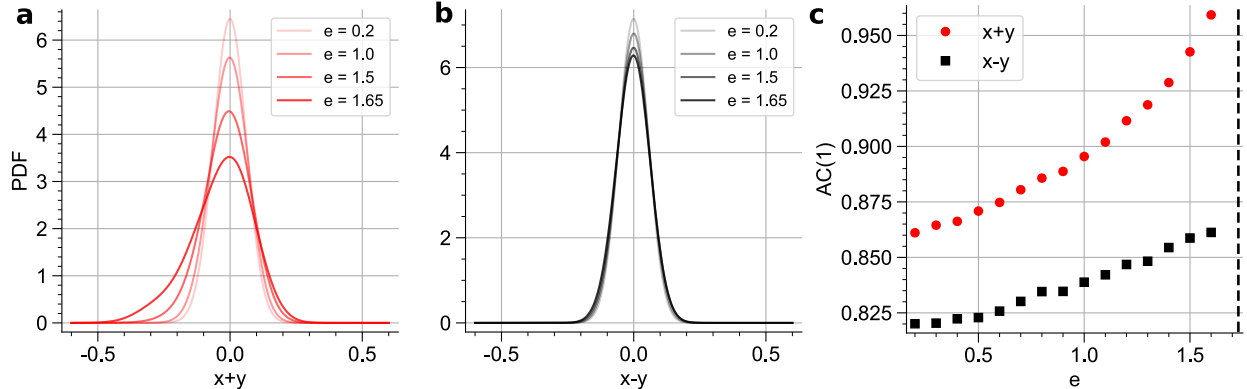 a
PDF
6
5
4
3
2
1
0
-0.5
0.0
0.5
x+y
e = 0.2
e = 1.0
e = 1.5
e = 1.65
b
6
4
2
0
-0.5
0.0
0.5
x-y
e = 0.2
e = 1.0
e = 1.5
e = 1.65
c
AC(1)
0.950
0.925
0.900
0.875
0.850
0.825
0.5
1.0
1.5
e
x+y
x-y